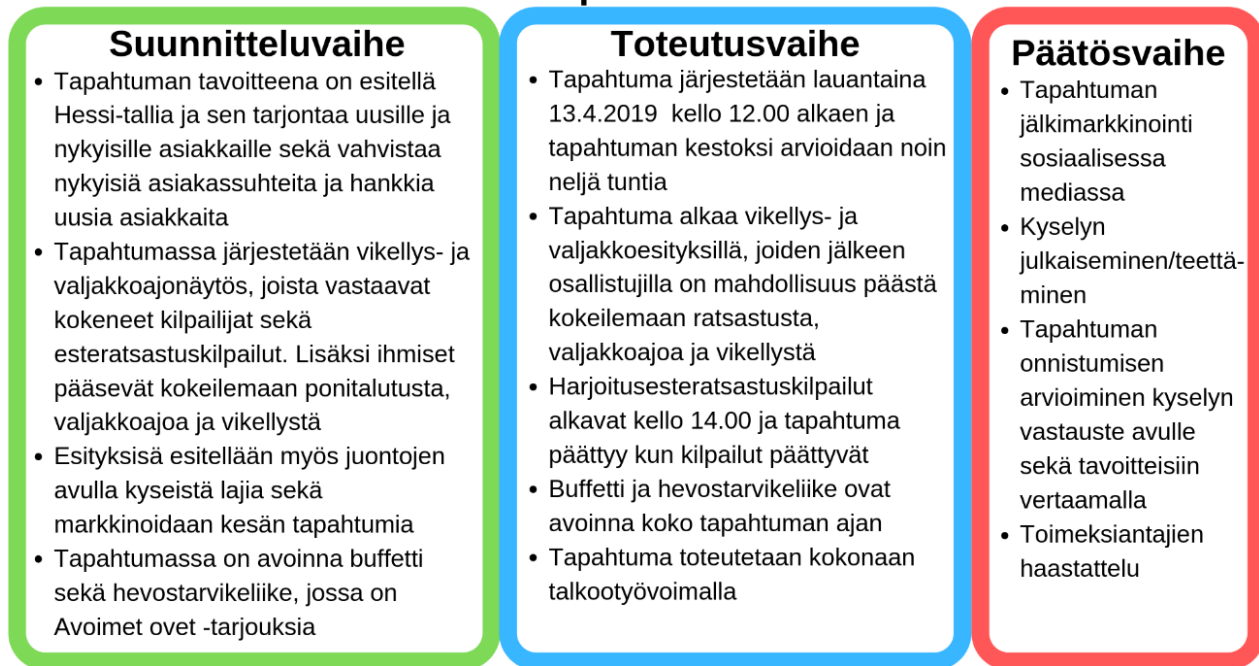 Suunnitteluvaihe
• Tapahtuman tavoitteena on esitellä
Hessi-tallia ja sen tarjontaa uusille ja
nykyisille asiakkaille sekä vahvistaa
nykyisiä asiakassuhteita ja hankkia
uusia asiakkaita
• Tapahtumassa järjestetään vikellys- ja
valjakkoajonäytös, joista vastaavat
kokeneet kilpailijat sekä
esteratsastuskilpailut. Lisäksi ihmiset
pääsevät kokeilemaan ponitalutusta,
valjakkoajoa ja vikellystä
• Esityksisä esitellään myös juontojen
avulla kyseistä lajia sekä
markkinoidaan kesän tapahtumia
• Tapahtumassa on avoinna buffetti
sekä hevostarvikeliike, jossa on
Avoimet ovet -tarjouksia
Toteutusvaihe
• Tapahtuma järjestetään lauantaina
13.4.2019 kello 12.00 alkaen ja
tapahtuman kestoksi arvioidaan noin
neljä tuntia
• Tapahtuma alkaa vikellys- ja
valjakkoesityksillä, joiden jälkeen
osallistujilla on mahdollisuus päästä
kokeilemaan ratsastusta,
valjakkoajoa ja vikellystä
• Harjoitusesteratsastuskilpailut
alkavat kello 14.00 ja tapahtuma
päättyy kun kilpailut päättyvät
• Buffetti ja hevostarvikeliike ovat
avoinna koko tapahtuman ajan
• Tapahtuma toteutetaan kokonaan
talkootyövoimalla
Päätösvaihe
• Tapahtuman
jälkimarkkinointi
sosiaalisessa
mediassa
• Kyselyn
julkaiseminen/teettä-
minen
• Tapahtuman
onnistumisen
arvioiminen kyselyn
vastauste avulle
sekä tavoitteisiin
vertaamalla
• Toimeksiantajien
haastattelu